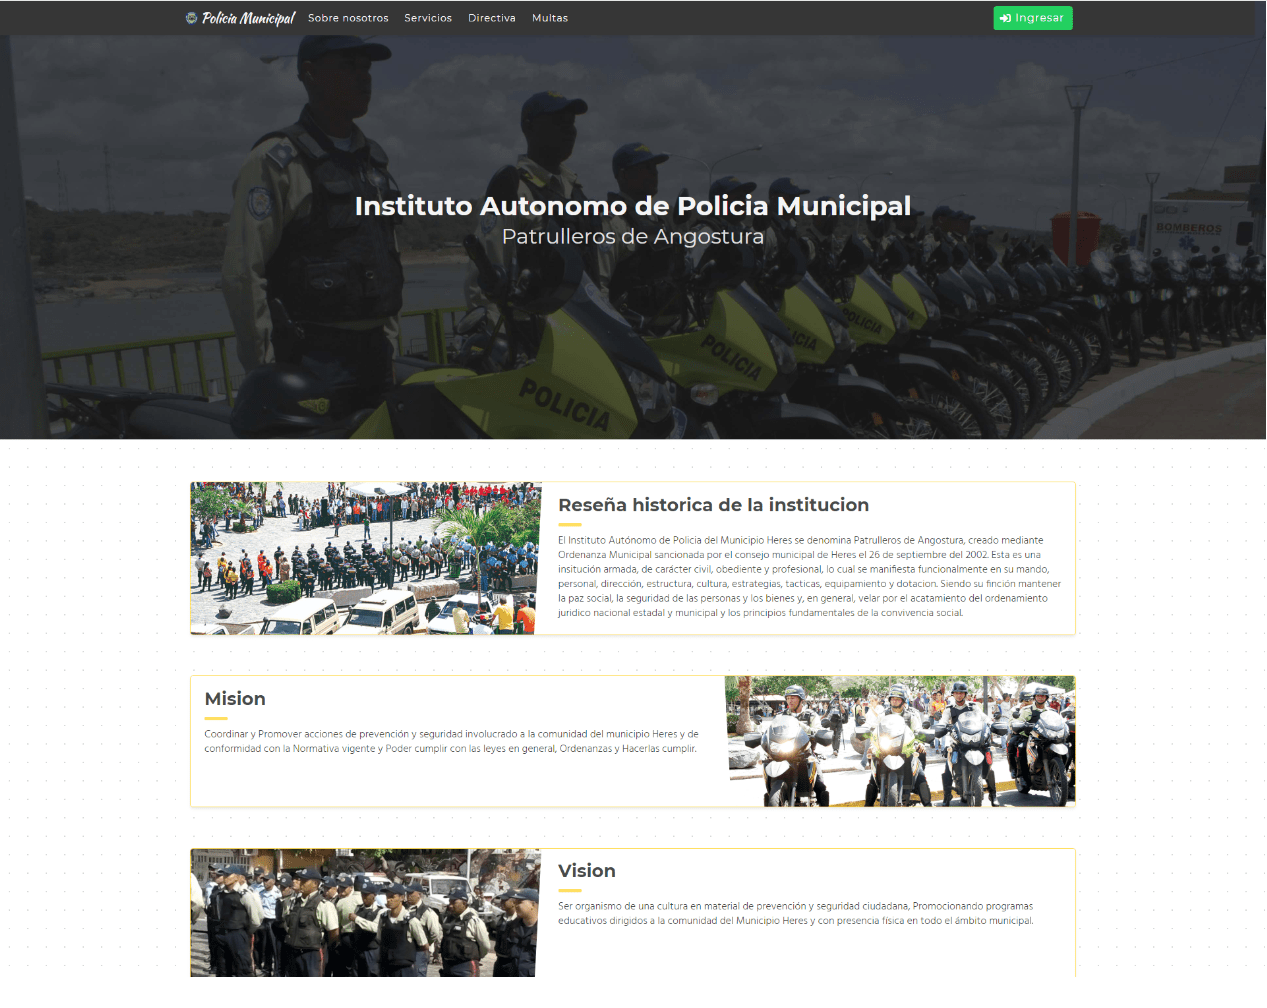 Policia Municipal Sobre nosotros Servicios Directiva Multas Ingresar
Instituto Autonomo de Policia Municipal
Patrulleros de Angostura
BOMBEROS
POLICIA
POLICIA
POLICIA
POLICIA
Reseña historica de la institucion
El Instituto Autónomo de Policia del Municipio Heres se denomina Patrulleros de Angostura, creado mediante
Ordenanza Municipal sancionada por el consejo municipal de Heres el 26 de septiembre del 2002. Esta es una
insitución armada, de carácter civil, obediente y profesional, lo cual se manifiesta funcionalmente en su mando,
personal, dirección, estructura, cultura, estrategias, tacticas, equipamiento y dotacion. Siendo su finción mantener
la paz social, la seguridad de las personas y los bienes y, en general, velar por el acatamiento del ordenamiento
juridico nacional estadal y municipal y los principios fundamentales de la convivencia social.
Mision
Coordinar y Promover acciones de prevención y seguridad involucrado a la comunidad del municipio Heres y de
conformidad con la Normativa vigente y Poder cumplir con las leyes en general, Ordenanzas y Hacerlas cumplir.
Vision
Ser organismo de una cultura en material de prevención y seguridad ciudadana, Promocionando programas
educativos dirigidos a la comunidad del Municipio Heres y con presencia física en todo el ámbito municipal.